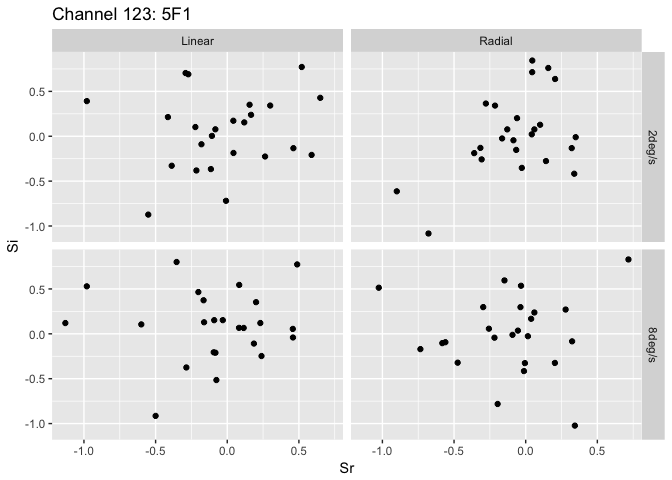 Channel 123: 5F1
Linear
Radial
0.5
0.0
-0.5
-1.0
2deg/s
Si
0.5
0.0
-0.5
-1.0
8deg/s
-1.0 -0.5 0.0 0.5
-1.0 -0.5 0.0 0.5
Sr